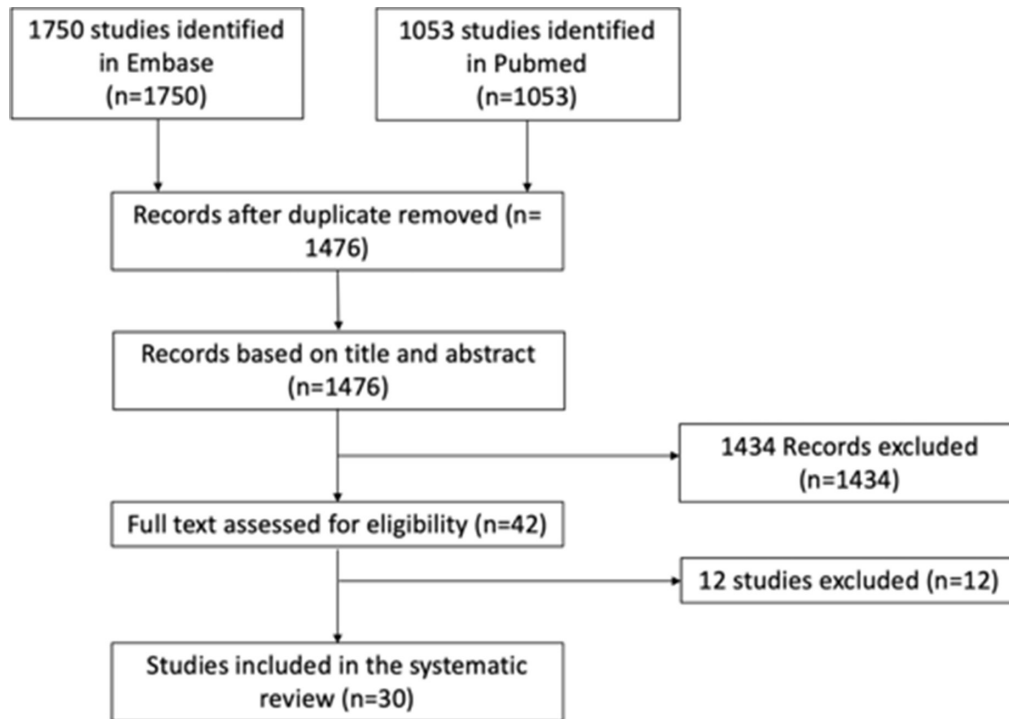 1750 studies identified
in Embase
(n=1750)
1053 studies identified
in Pubmed
(n=1053)
Records after duplicate removed (n=
1476)
Records based on title and abstract
(n=1476)
1434 Records excluded
(n=1434)
Full text assessed for eligibility (n=42)
12 studies excluded (n=12)
Studies included in the systematic
review (n=30)